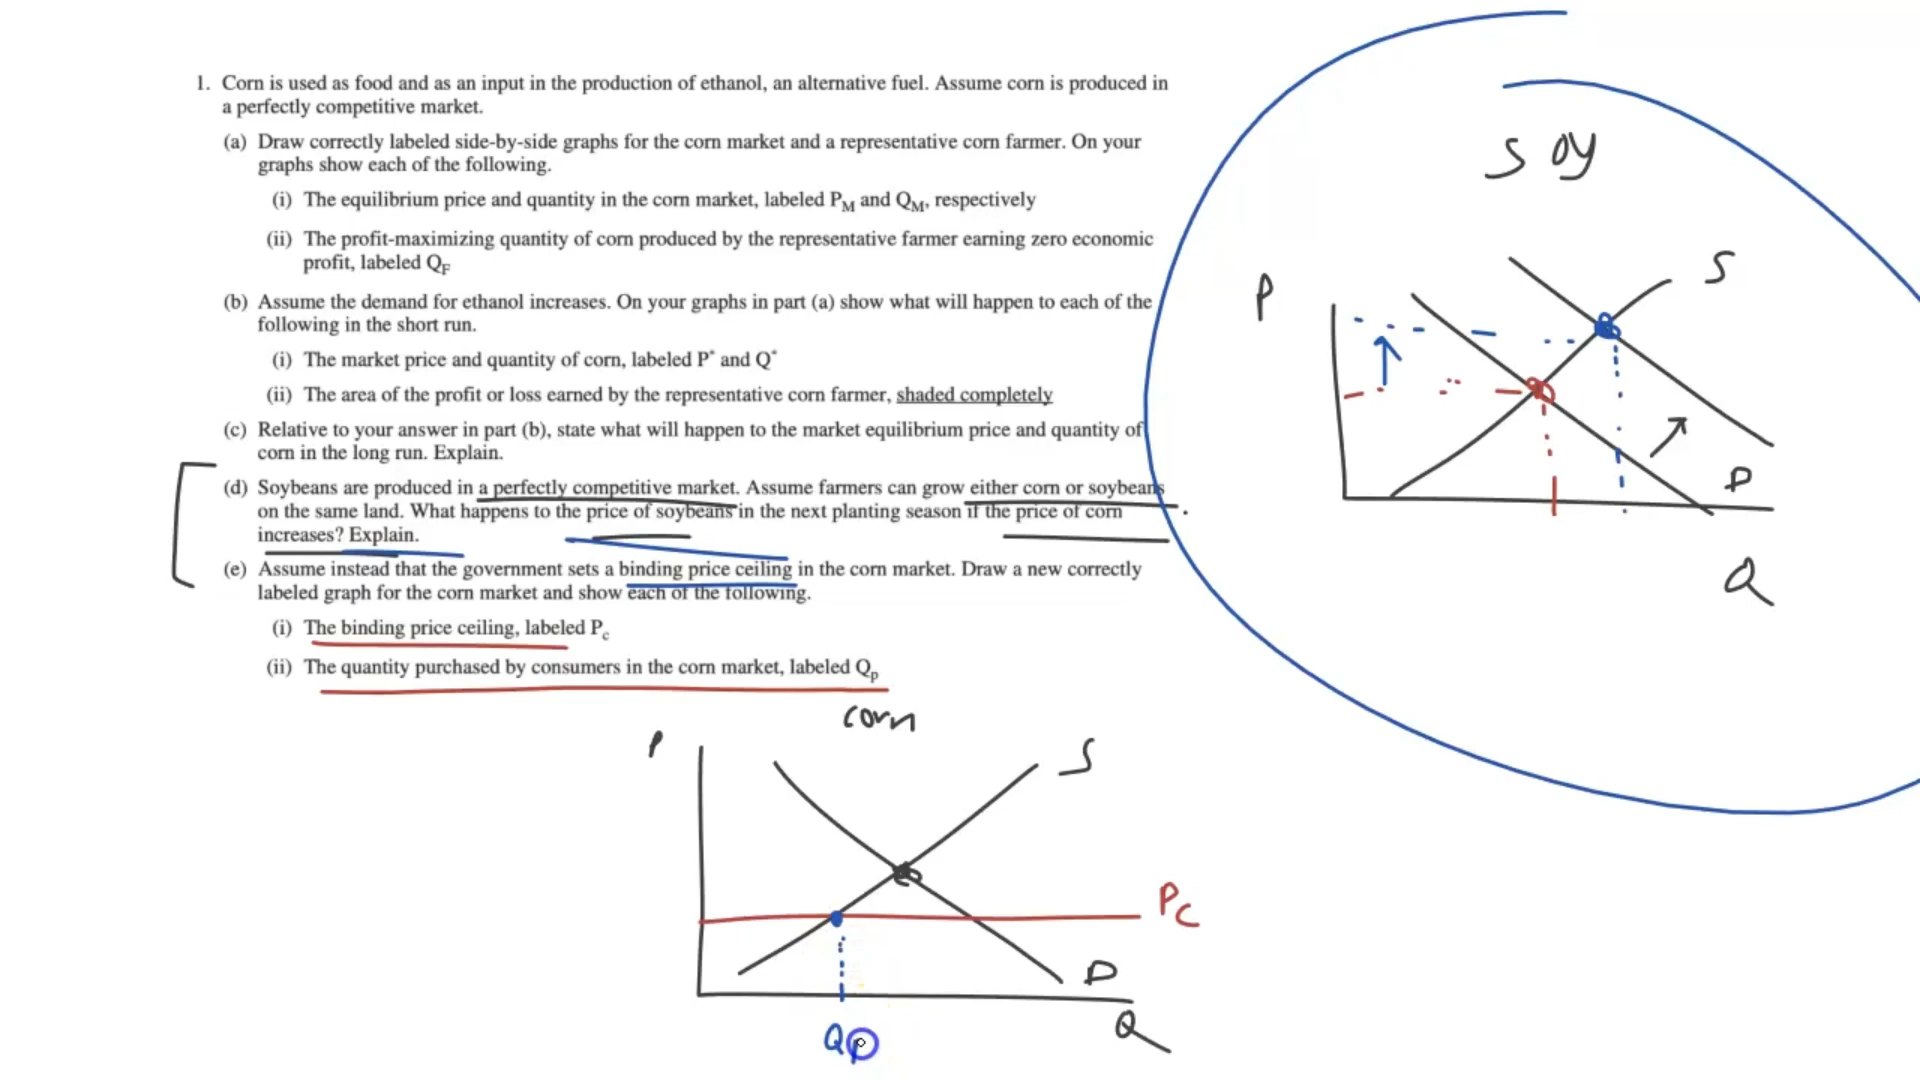 1. Corn is used as food and as an input in the production of ethanol, an alternative fuel. Assume corn is produced in
a perfectly competitive market.
(a) Draw correctly labeled side-by-side graphs for the corn market and a representative corn farmer. On your
graphs show each of the following.
(i) The equilibrium price and quantity in the corn market, labeled P_M and Q_M, respectively
(ii) The profit-maximizing quantity of corn produced by the representative farmer earning zero economic
profit, labeled Q_F
(b) Assume the demand for ethanol increases. On your graphs in part (a) show what will happen to each of the
following in the short run.
(i) The market price and quantity of corn, labeled P* and Q*
(ii) The area of the profit or loss earned by the representative corn farmer, shaded completely
(c) Relative to your answer in part (b), state what will happen to the market equilibrium price and quantity of
corn in the long run. Explain.
(d) Soybeans are produced in a perfectly competitive market. Assume farmers can grow either corn or soybeans
on the same land. What happens to the price of soybeans in the next planting season if the price of corn
increases? Explain.
(e) Assume instead that the government sets a binding price ceiling in the corn market. Draw a new correctly
labeled graph for the corn market and show each of the following.
(i) The binding price ceiling, labeled P_c
(ii) The quantity purchased by consumers in the corn market, labeled Q_p
soy
P
S
D
Q
corn
P
S
Pc
D
Q
Qp